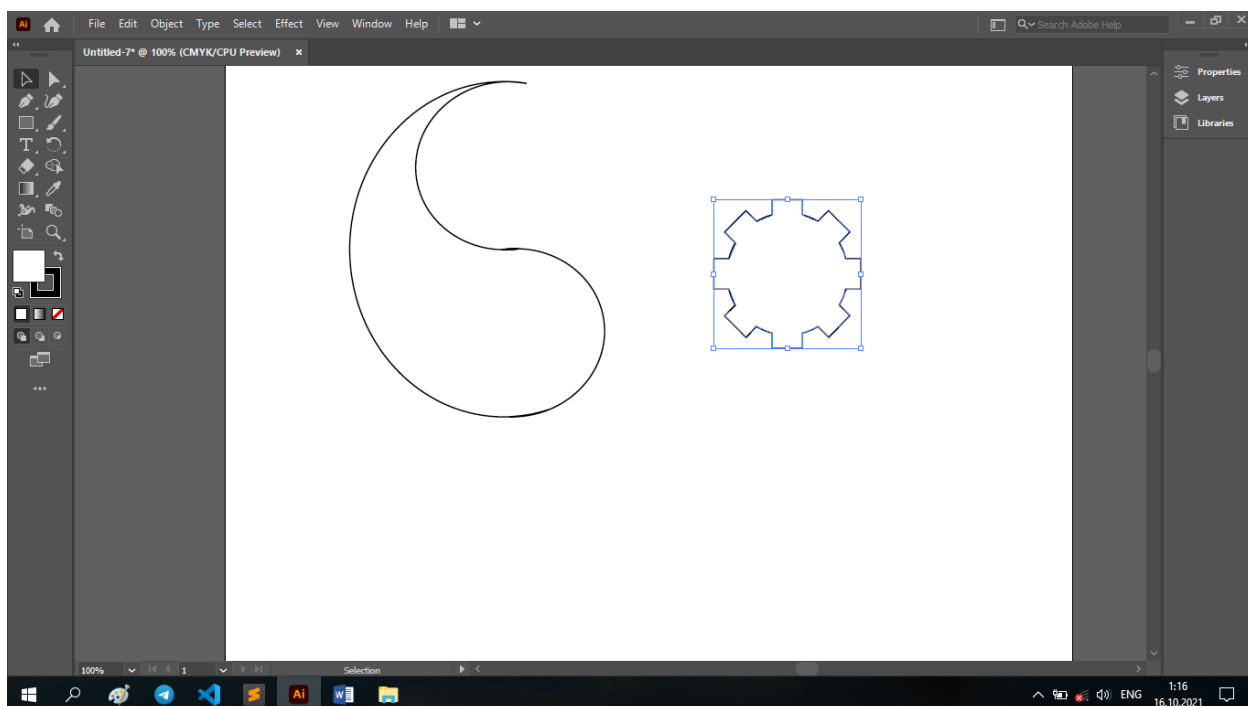 Ai File Edit Object Type Select Effect View Window Help Search Adobe Help
Untitled-7* @ 100% (CMYK/CPU Preview) ×
Properties
Layers
Libraries
T
100% 1 Selection
Ai ENG 1:16
16.10.2021